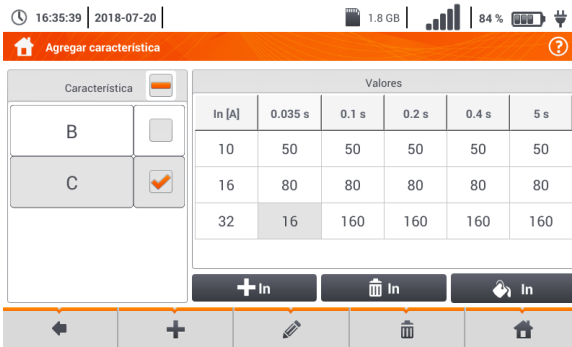 16:35:39 2018-07-20 1.8 GB 84 %
Agregar característica ?
Característica Valores
In [A] 0.035 s 0.1 s 0.2 s 0.4 s 5 s
B
10 50 50 50 50 50
C
16 80 80 80 80 80
32 16 160 160 160 160
In In In